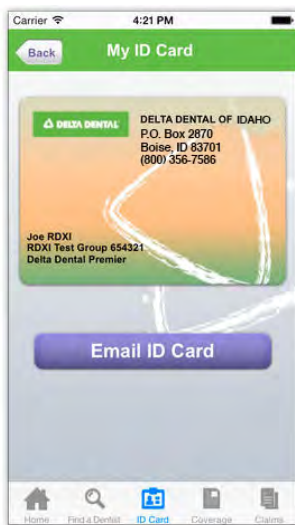 Carrier 4:21 PM
Back My ID Card
DELTA DENTAL
DELTA DENTAL OF IDAHO
P.O. Box 2870
Boise, ID 83701
(800) 356-7586
Joe RDXI
RDXI Test Group 654321
Delta Dental Premier
Email ID Card
Home Find a Dentist ID Card Coverage Claims